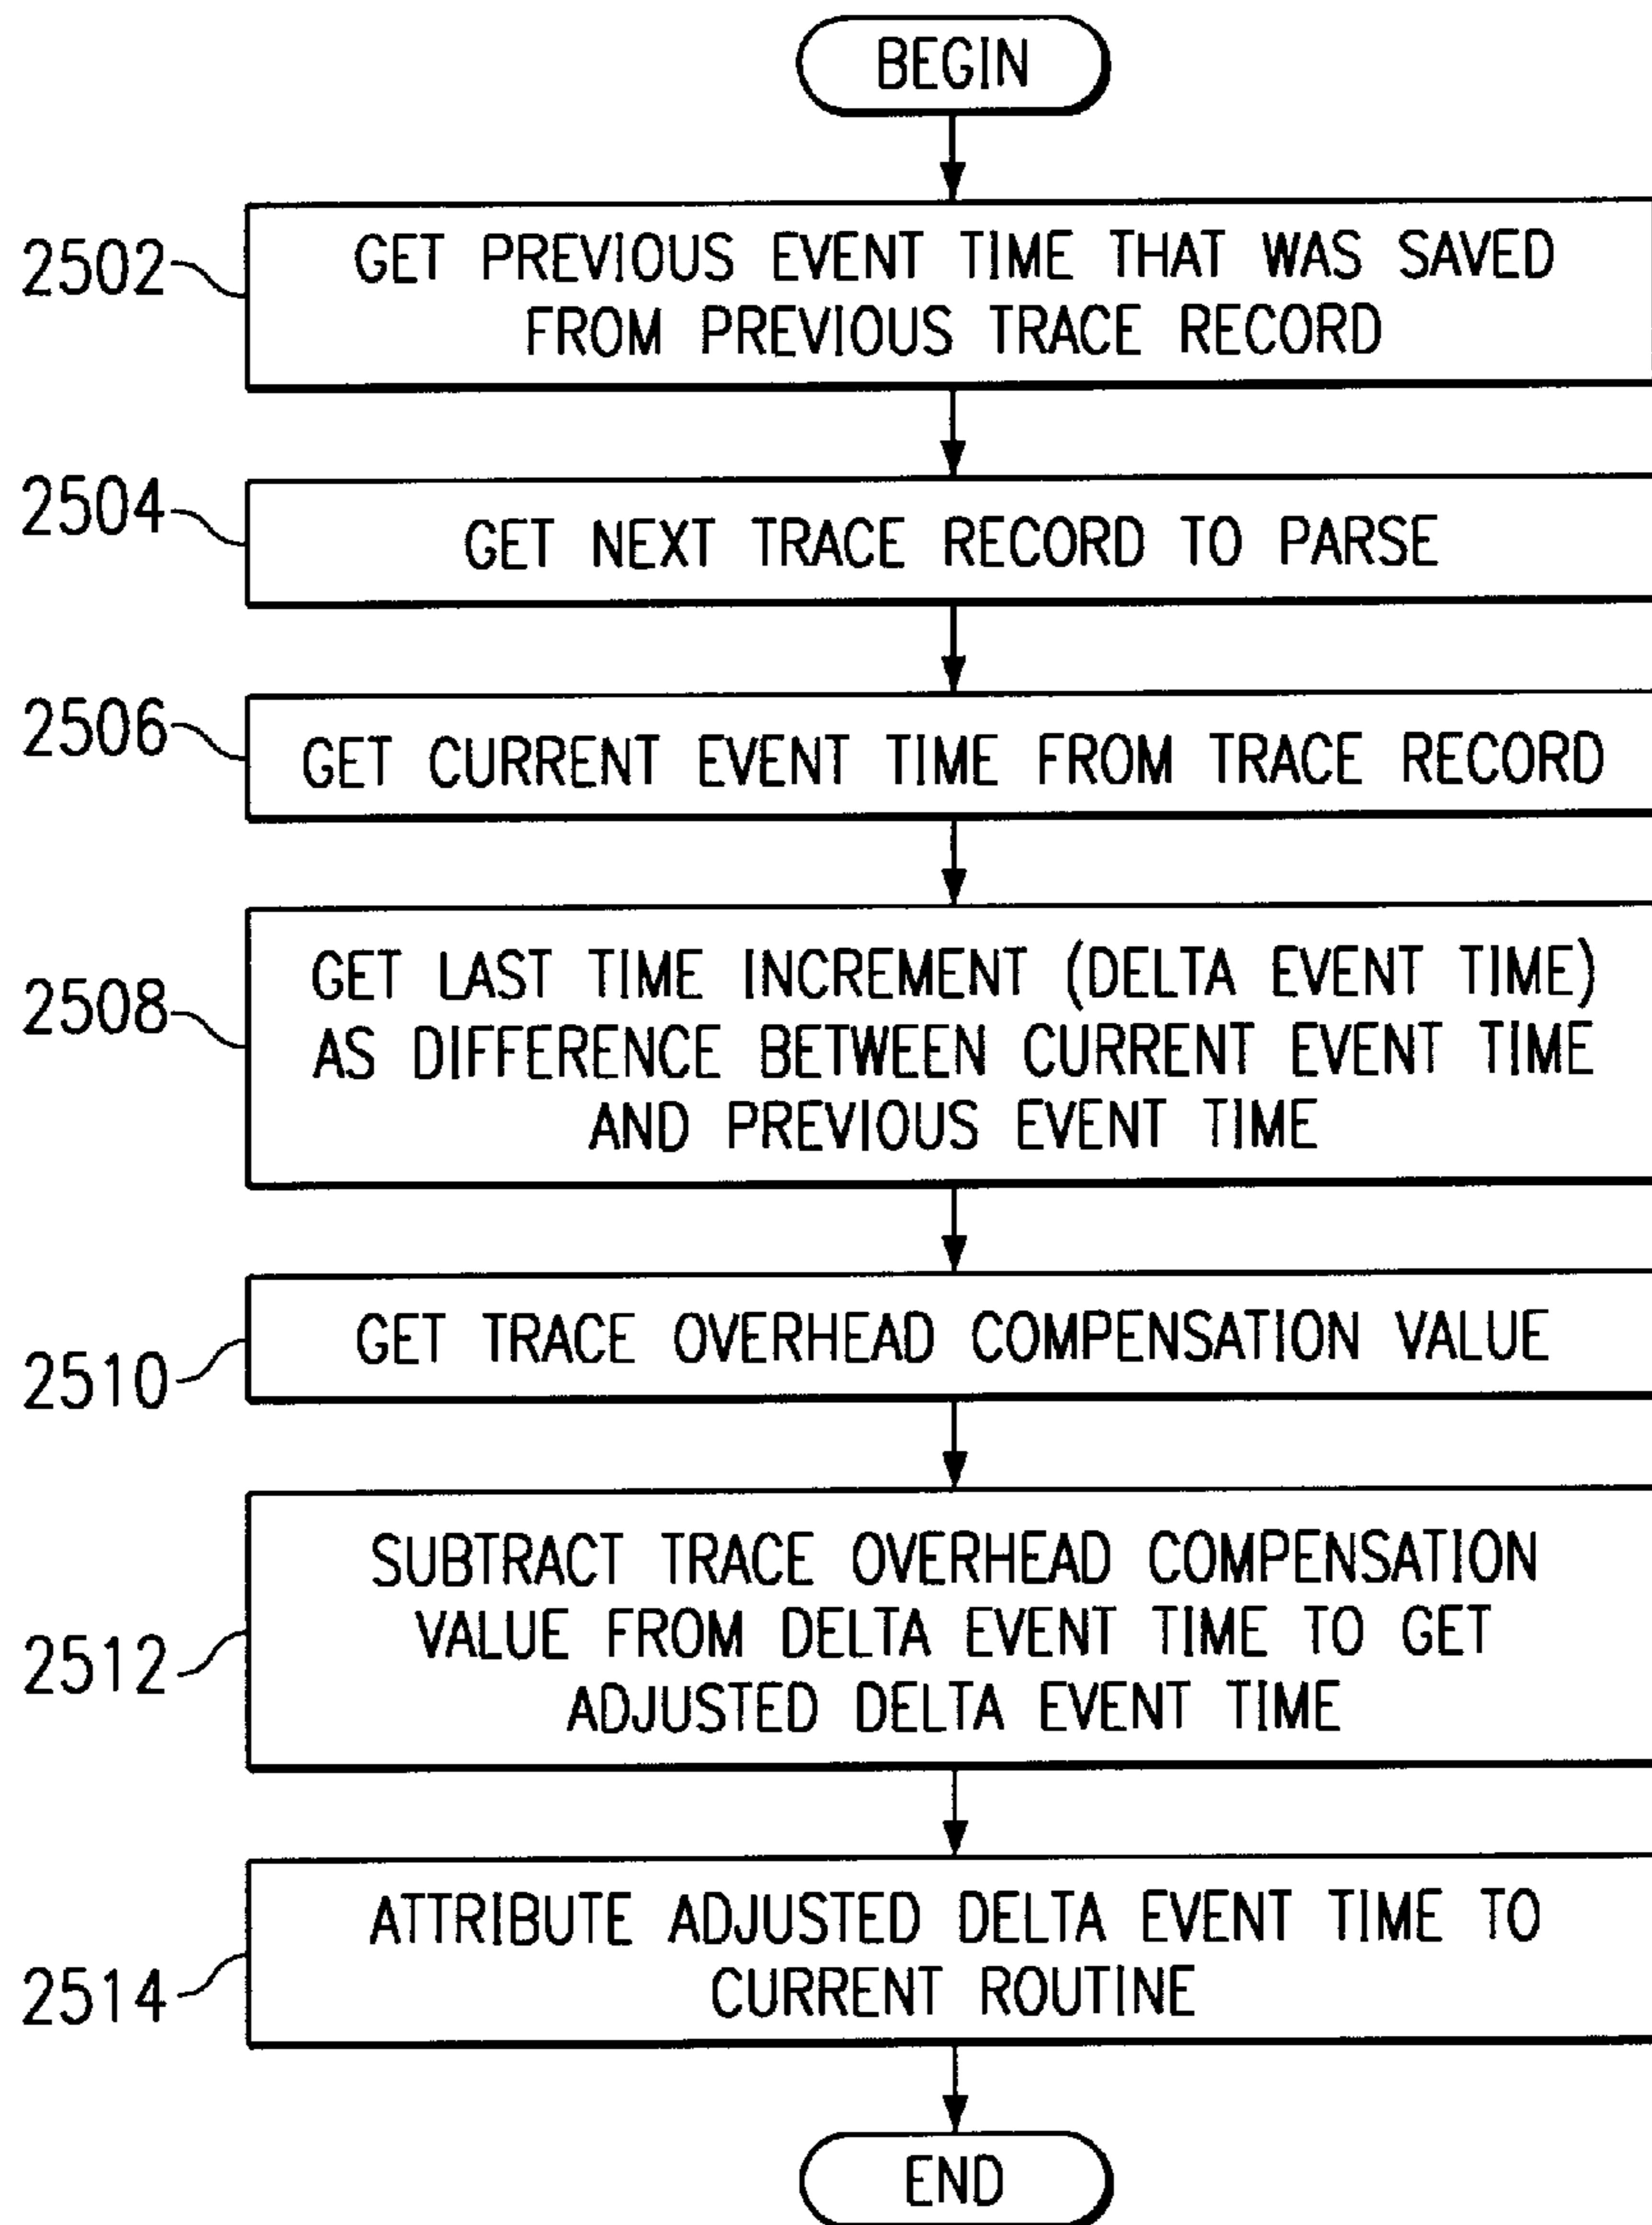 BEGIN
2502
GET PREVIOUS EVENT TIME THAT WAS SAVED
FROM PREVIOUS TRACE RECORD
2504
GET NEXT TRACE RECORD TO PARSE
2506
GET CURRENT EVENT TIME FROM TRACE RECORD
2508
GET LAST TIME INCREMENT (DELTA EVENT TIME)
AS DIFFERENCE BETWEEN CURRENT EVENT TIME
AND PREVIOUS EVENT TIME
2510
GET TRACE OVERHEAD COMPENSATION VALUE
2512
SUBTRACT TRACE OVERHEAD COMPENSATION
VALUE FROM DELTA EVENT TIME TO GET
ADJUSTED DELTA EVENT TIME
2514
ATTRIBUTE ADJUSTED DELTA EVENT TIME TO
CURRENT ROUTINE
END